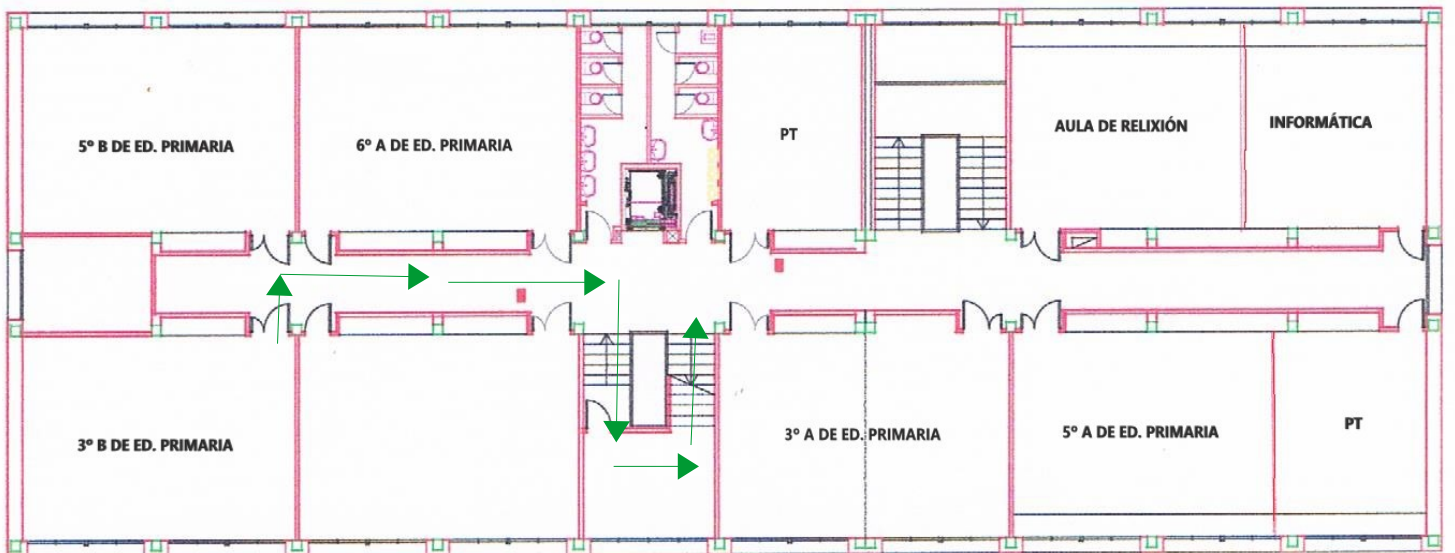 5º B DE ED. PRIMARIA
6º A DE ED. PRIMARIA
PT
AULA DE RELIXIÓN
INFORMÁTICA
3º B DE ED. PRIMARIA
3º A DE ED. PRIMARIA
5º A DE ED. PRIMARIA
PT